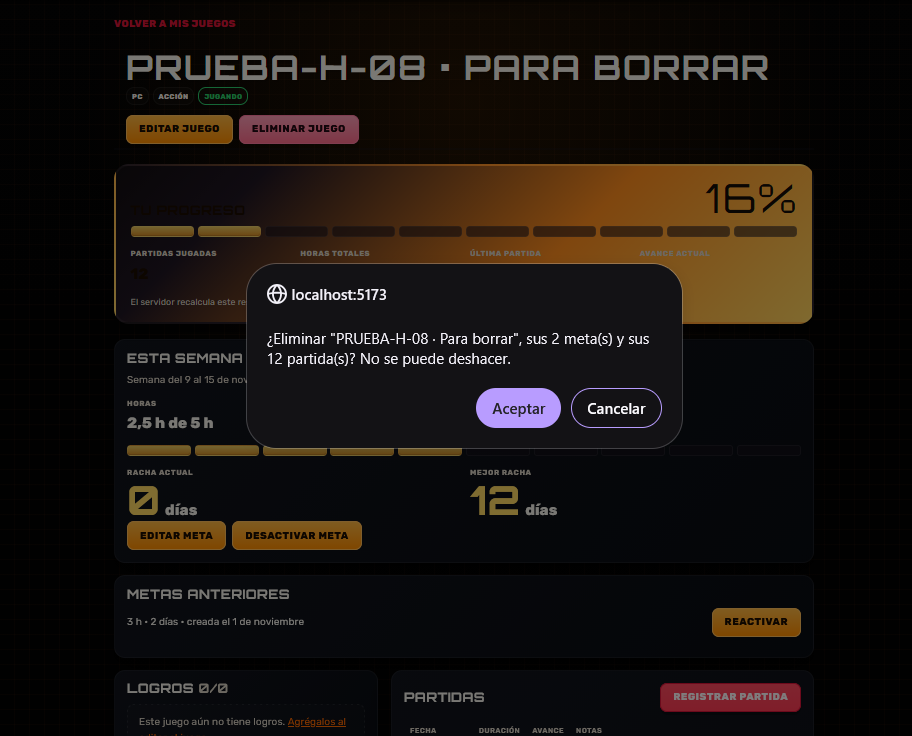 VOLVER A MIS JUEGOS
PRUEBA-H-08 · PARA BORRAR
PC ACCIÓN JUGANDO
EDITAR JUEGO ELIMINAR JUEGO
TU PROGRESO 16%
PARTIDAS JUGADAS HORAS TOTALES ÚLTIMA PARTIDA AVANCE ACTUAL
12
El servidor recalcula este
localhost:5173
¿Eliminar "PRUEBA-H-08 · Para borrar", sus 2 meta(s) y sus
12 partida(s)? No se puede deshacer.
Aceptar Cancelar
ESTA SEMANA
Semana del 9 al 15 de
HORAS
2,5 h de 5 h
RACHA ACTUAL MEJOR RACHA
0 días 12 días
EDITAR META DESACTIVAR META
METAS ANTERIORES
3 h • 2 días • creada el 1 de noviembre REACTIVAR
LOGROS 0/0
Este juego aún no tiene logros. Agrégalos al
PARTIDAS REGISTRAR PARTIDA
FECHA DURACIÓN AVANCE NOTAS